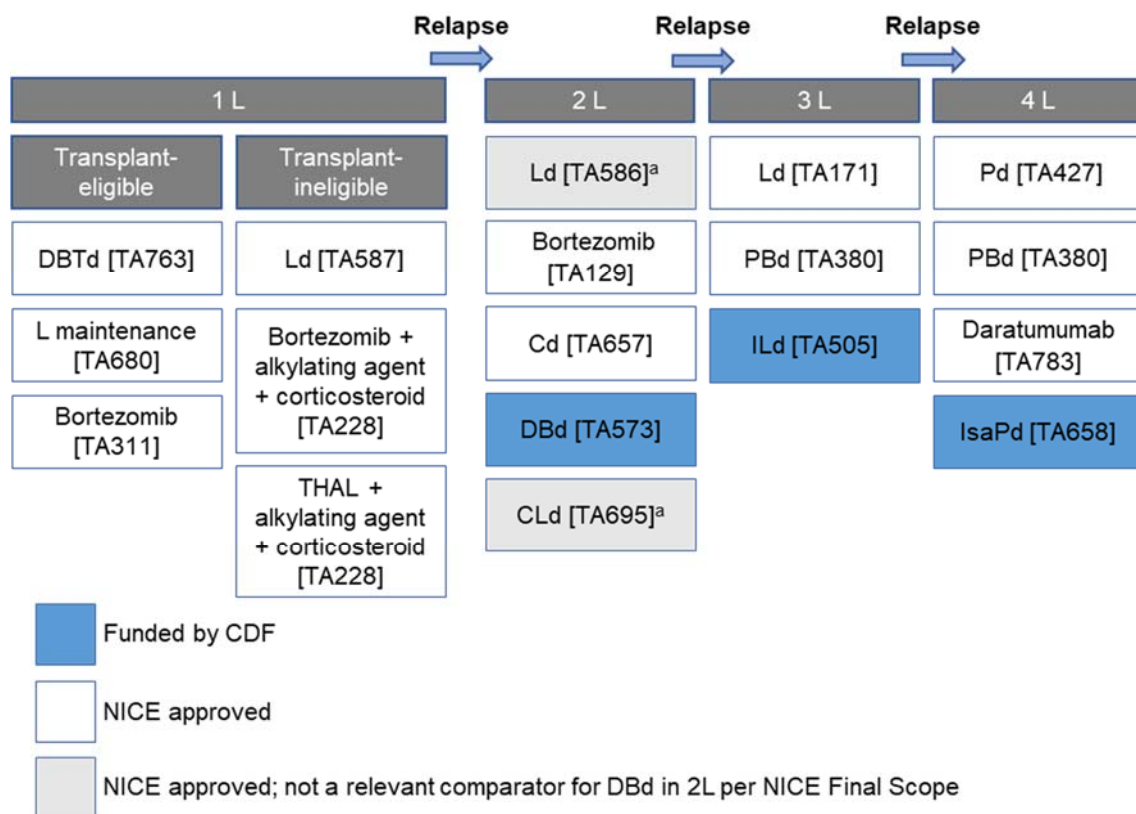 Relapse
Relapse
Relapse
1 L
2 L
3 L
4 L
Transplant-
eligible
DBTd [TA763]
L maintenance
[TA680]
Bortezomib
[TA311]
Transplant-
ineligible
Ld [TA587]
Bortezomib +
alkylating agent
+ corticosteroid
[TA228]
THAL +
alkylating agent
+ corticosteroid
[TA228]
Ld [TA586]ᵃ
Bortezomib
[TA129]
Cd [TA657]
DBd [TA573]
CLd [TA695]ᵃ
Ld [TA171]
PBd [TA380]
ILd [TA505]
Pd [TA427]
PBd [TA380]
Daratumumab
[TA783]
IsaPd [TA658]
Funded by CDF
NICE approved
NICE approved; not a relevant comparator for DBd in 2L per NICE Final Scope